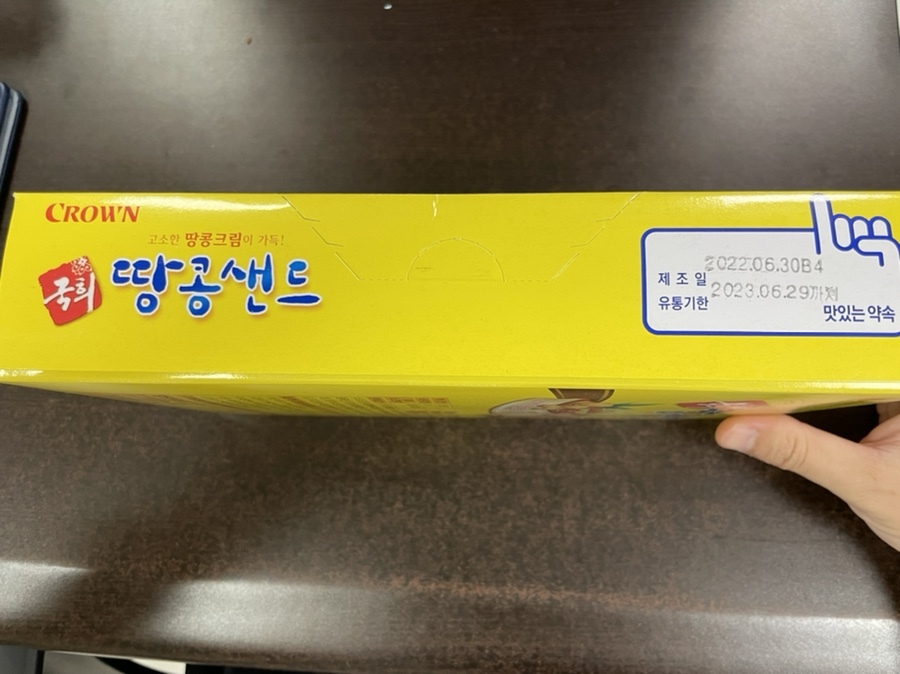 CROWN
고소한 땅콩크림이 가득!
국희 땅콩샌드
2022.06.30B4
제조일
2023.06.29까지
유통기한
맛있는 약속